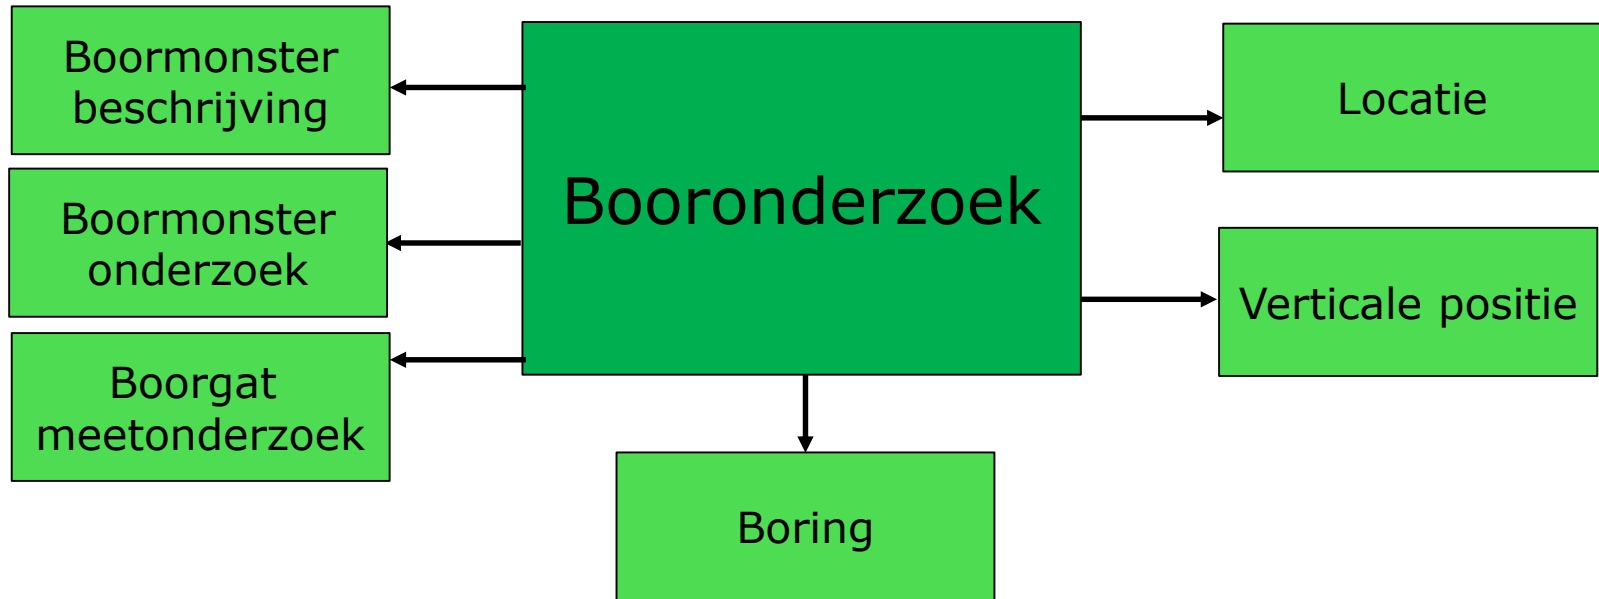 Boormonster
beschrijving
Boormonster
onderzoek
Boorgat
meetonderzoek
Booronderzoek
Boring
Locatie
Verticale positie